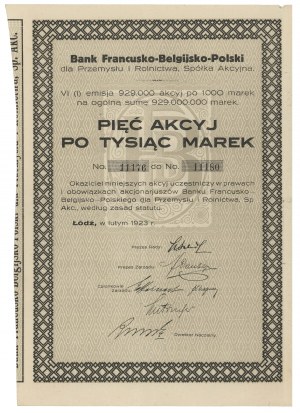 Bank Francusko-Belgijsko-Polski
dla Przemysłu i Rolnictwa, Spółka Akcyjna.
VI (I) emisja 929.000 akcyj po 1000 marek
na ogólną sumę 929.000.000 marek.
PIĘĆ AKCYJ
PO TYSIĄC MAREK
No. 11176 do No. 11180
Okaziciel niniejszych akcyj uczestniczy w prawach
i obowiązkach akcjonarjuszów Banku Francusko-
Belgijsko-Polskiego dla Przemysłu i Rolnictwa, Sp.
Akc., według zasad statutu.
Łódź, w lutym 1923 r.
Prezes Rady:
Prezes Zarządu:
Członkowie Zarządu:
Dyrektor Naczelny: